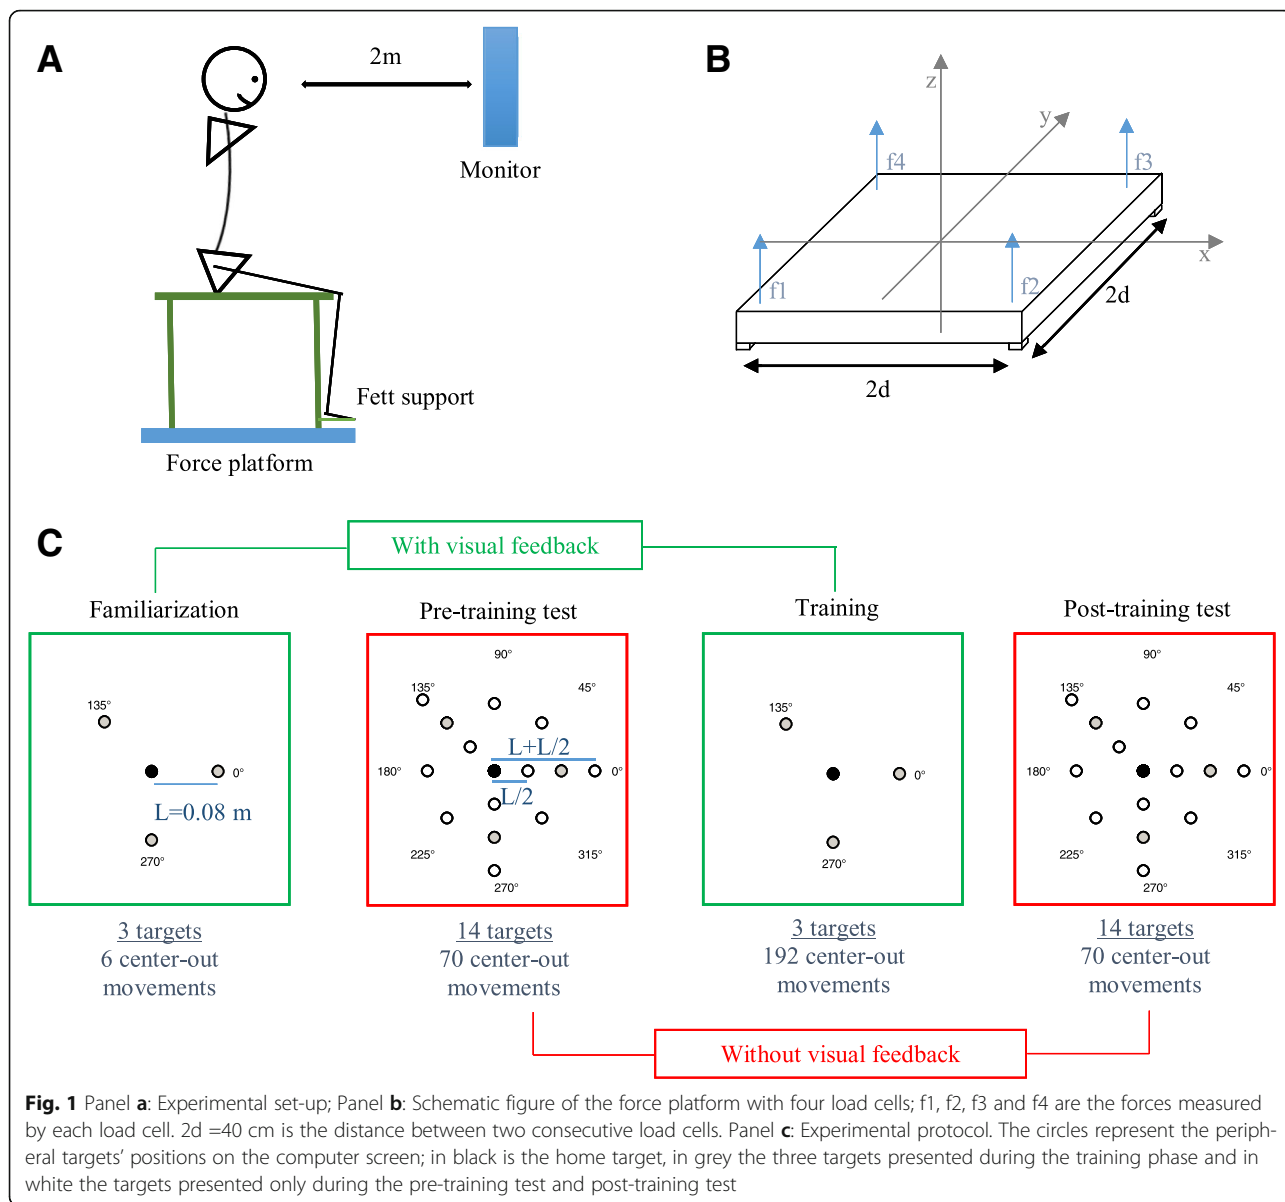 A
2m
Monitor
Fett support
Force platform
B
z
y
x
f4
f3
f1
f2
2d
2d
C
With visual feedback
Familiarization
135°
0°
L=0.08 m
270°
3 targets
6 center-out
movements
Pre-training test
90°
135°
45°
L+L/2
180°
0°
L/2
225°
315°
270°
14 targets
70 center-out
movements
Training
135°
0°
270°
3 targets
192 center-out
movements
Post-training test
90°
135°
45°
180°
0°
225°
315°
270°
14 targets
70 center-out
movements
Without visual feedback
Fig. 1 Panel a: Experimental set-up; Panel b: Schematic figure of the force platform with four load cells; f1, f2, f3 and f4 are the forces measured
by each load cell. 2d =40 cm is the distance between two consecutive load cells. Panel c: Experimental protocol. The circles represent the periph-
eral targets' positions on the computer screen; in black is the home target, in grey the three targets presented during the training phase and in
white the targets presented only during the pre-training test and post-training test